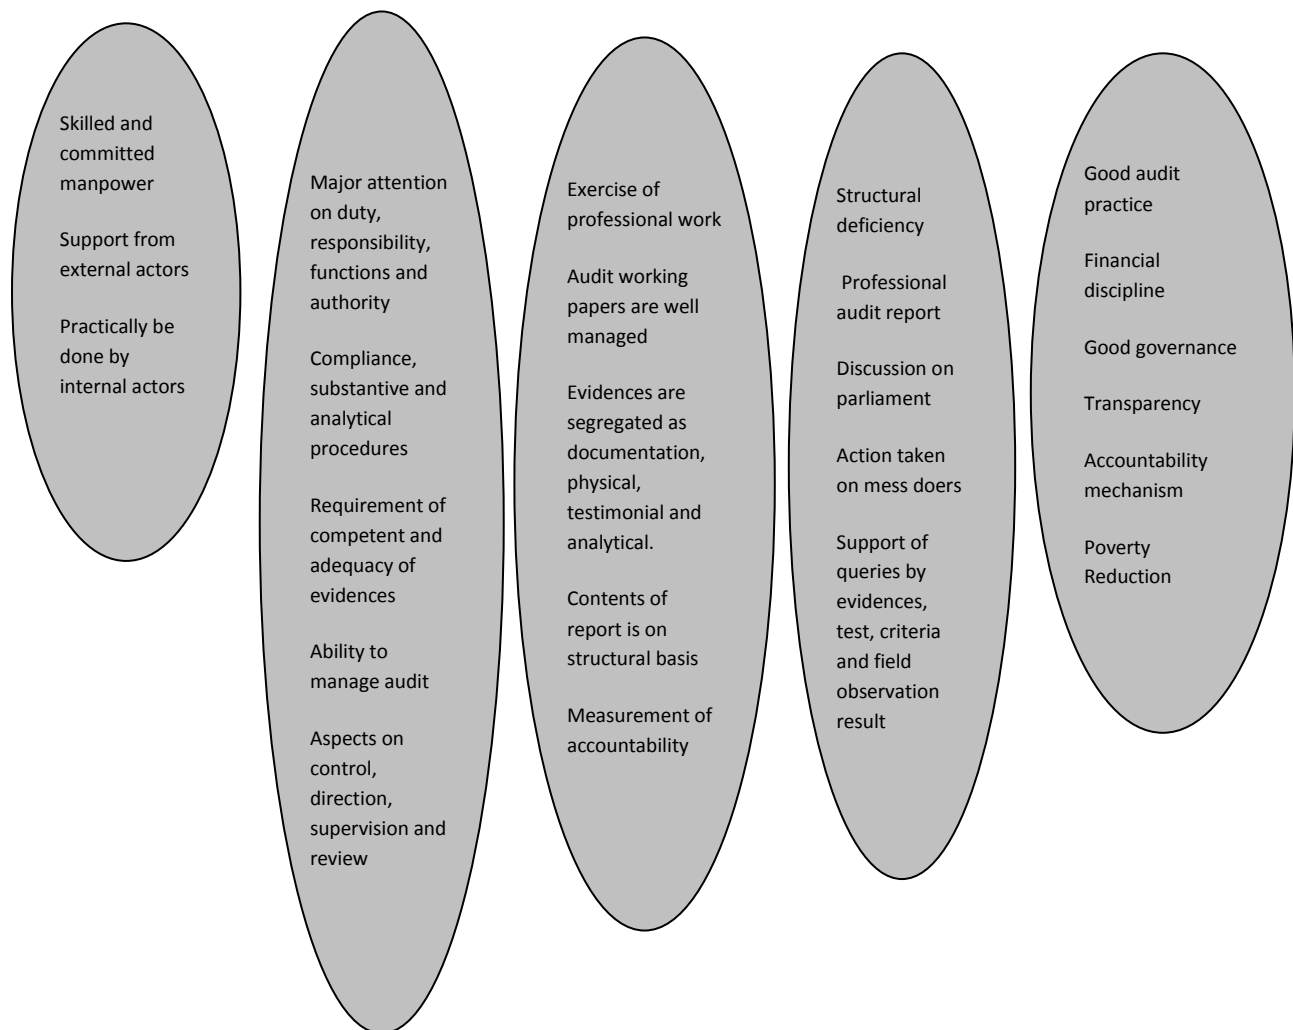 Skilled and
committed
manpower
Support from
external actors
Practically be
done by
internal actors
Major attention
on duty,
responsibility,
functions and
authority
Compliance,
substantive and
analytical
procedures
Requirement of
competent and
adequacy of
evidences
Ability to
manage audit
Aspects on
control,
direction,
supervision and
review
Exercise of
professional work
Audit working
papers are well
managed
Evidences are
segregated as
documentation,
physical,
testimonial and
analytical.
Contents of
report is on
structural basis
Measurement of
accountability
Structural
deficiency
Professional
audit report
Discussion on
parliament
Action taken
on mess doers
Support of
queries by
evidences,
test, criteria
and field
observation
result
Good audit
practice
Financial
discipline
Good governance
Transparency
Accountability
mechanism
Poverty
Reduction